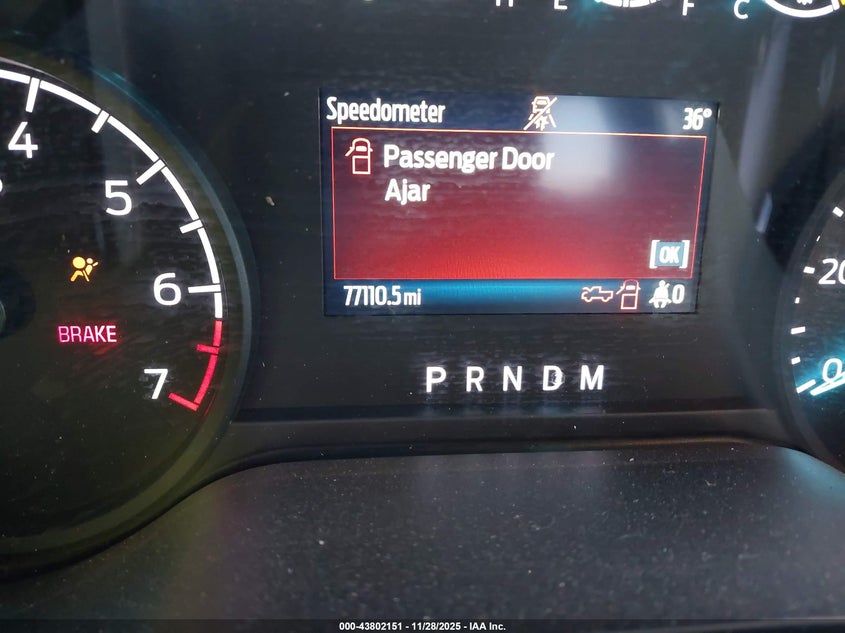 H E F C
Speedometer 36°
4
Passenger Door
5
Ajar
6
[OK]
20
77110.5 mi 0
BRAKE
7
P R N D M
0
000-43802151 - 11/28/2025 - IAA Inc.